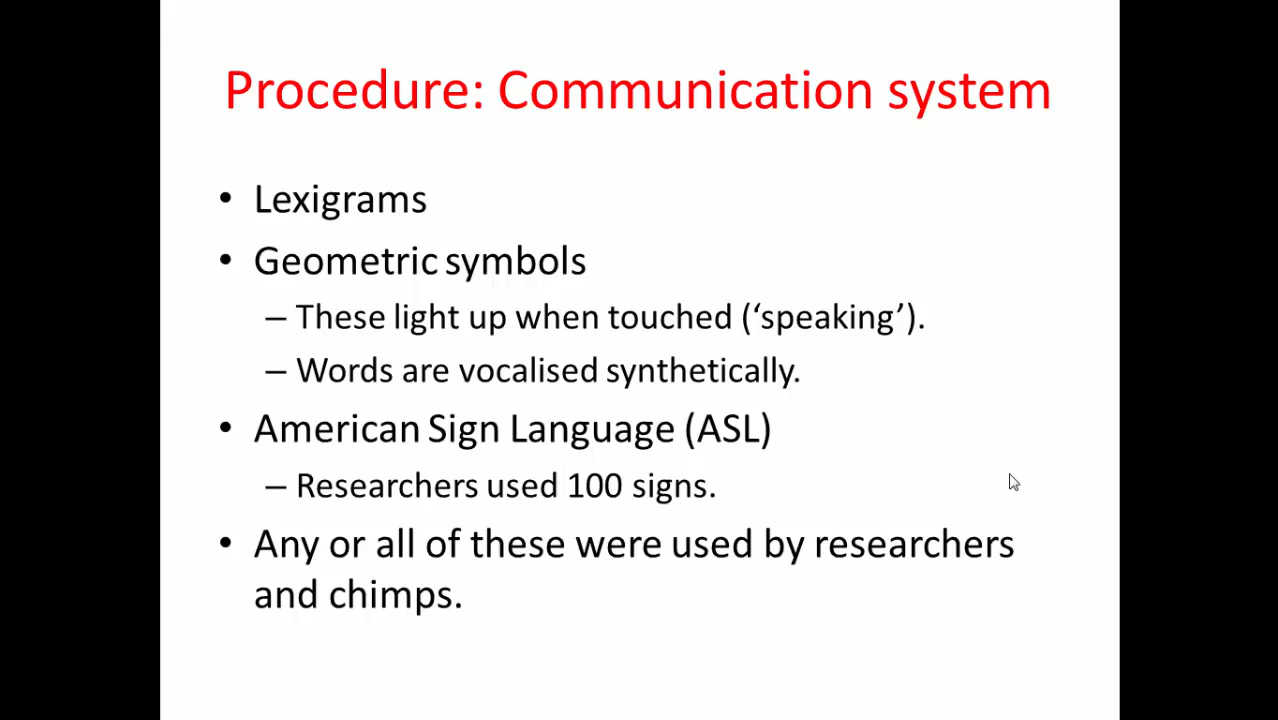 Procedure: Communication system
• Lexigrams
• Geometric symbols
– These light up when touched (‘speaking’).
– Words are vocalised synthetically.
• American Sign Language (ASL)
– Researchers used 100 signs.
• Any or all of these were used by researchers
and chimps.